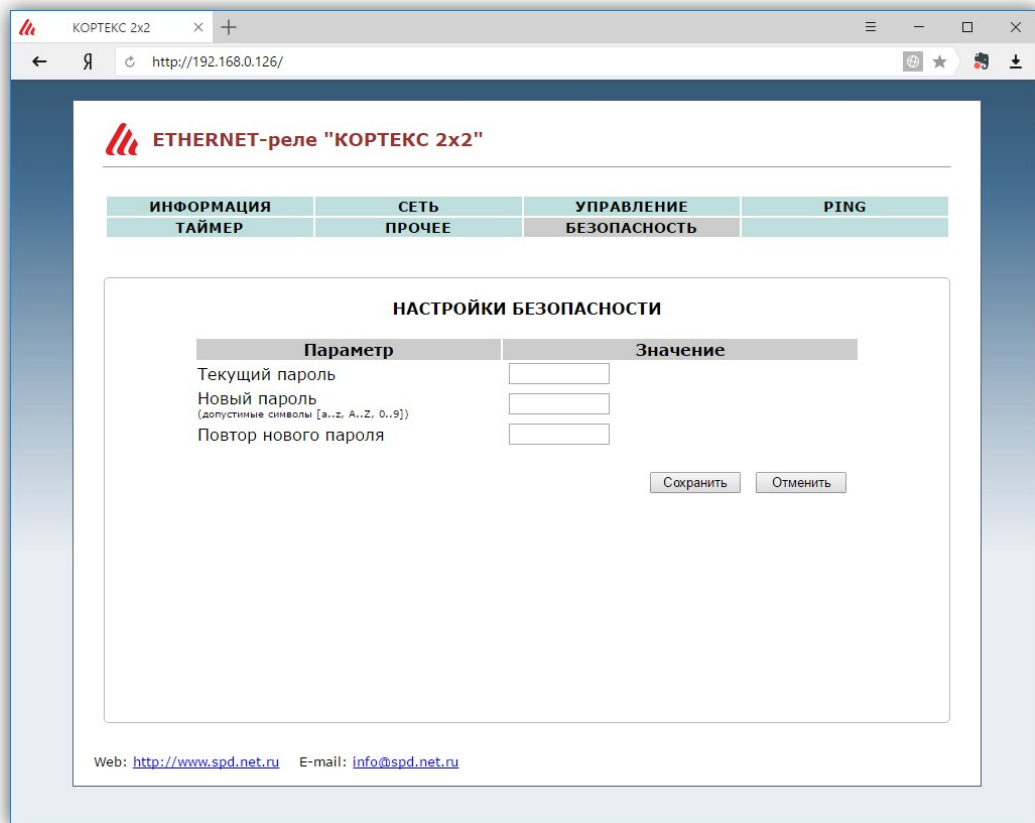 КОРТЕКС 2x2
Я http://192.168.0.126/
ETHERNET-реле "КОРТЕКС 2x2"
ИНФОРМАЦИЯ СЕТЬ УПРАВЛЕНИЕ PING
ТАЙМЕР ПРОЧЕЕ БЕЗОПАСНОСТЬ
НАСТРОЙКИ БЕЗОПАСНОСТИ
Параметр Значение
Текущий пароль
Новый пароль
(допустимые символы [a..z, A..Z, 0..9])
Повтор нового пароля
Сохранить Отменить
Web: http://www.spd.net.ru E-mail: info@spd.net.ru